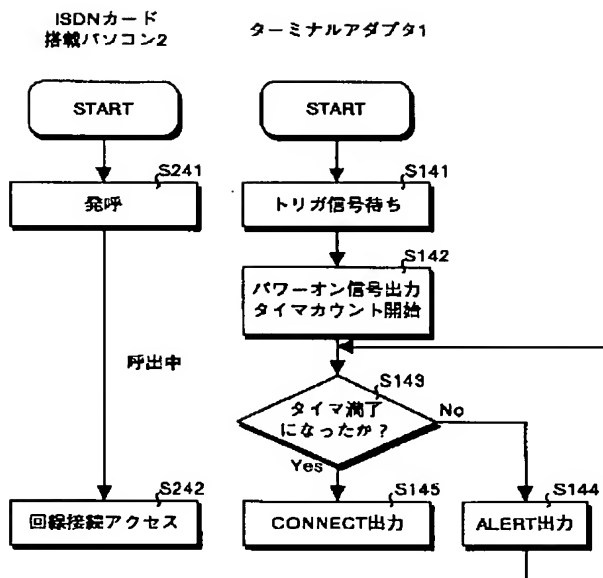 ISDNカード
搭載パソコン2
ターミナルアダプタ1
START
START
S241
発呼
S141
トリガ信号待ち
S142
パワーオン信号出力
タイマカウント開始
呼出中
S143
タイマ満了
になったか？
No
Yes
S242
回線接続アクセス
S145
CONNECT出力
S144
ALERT出力